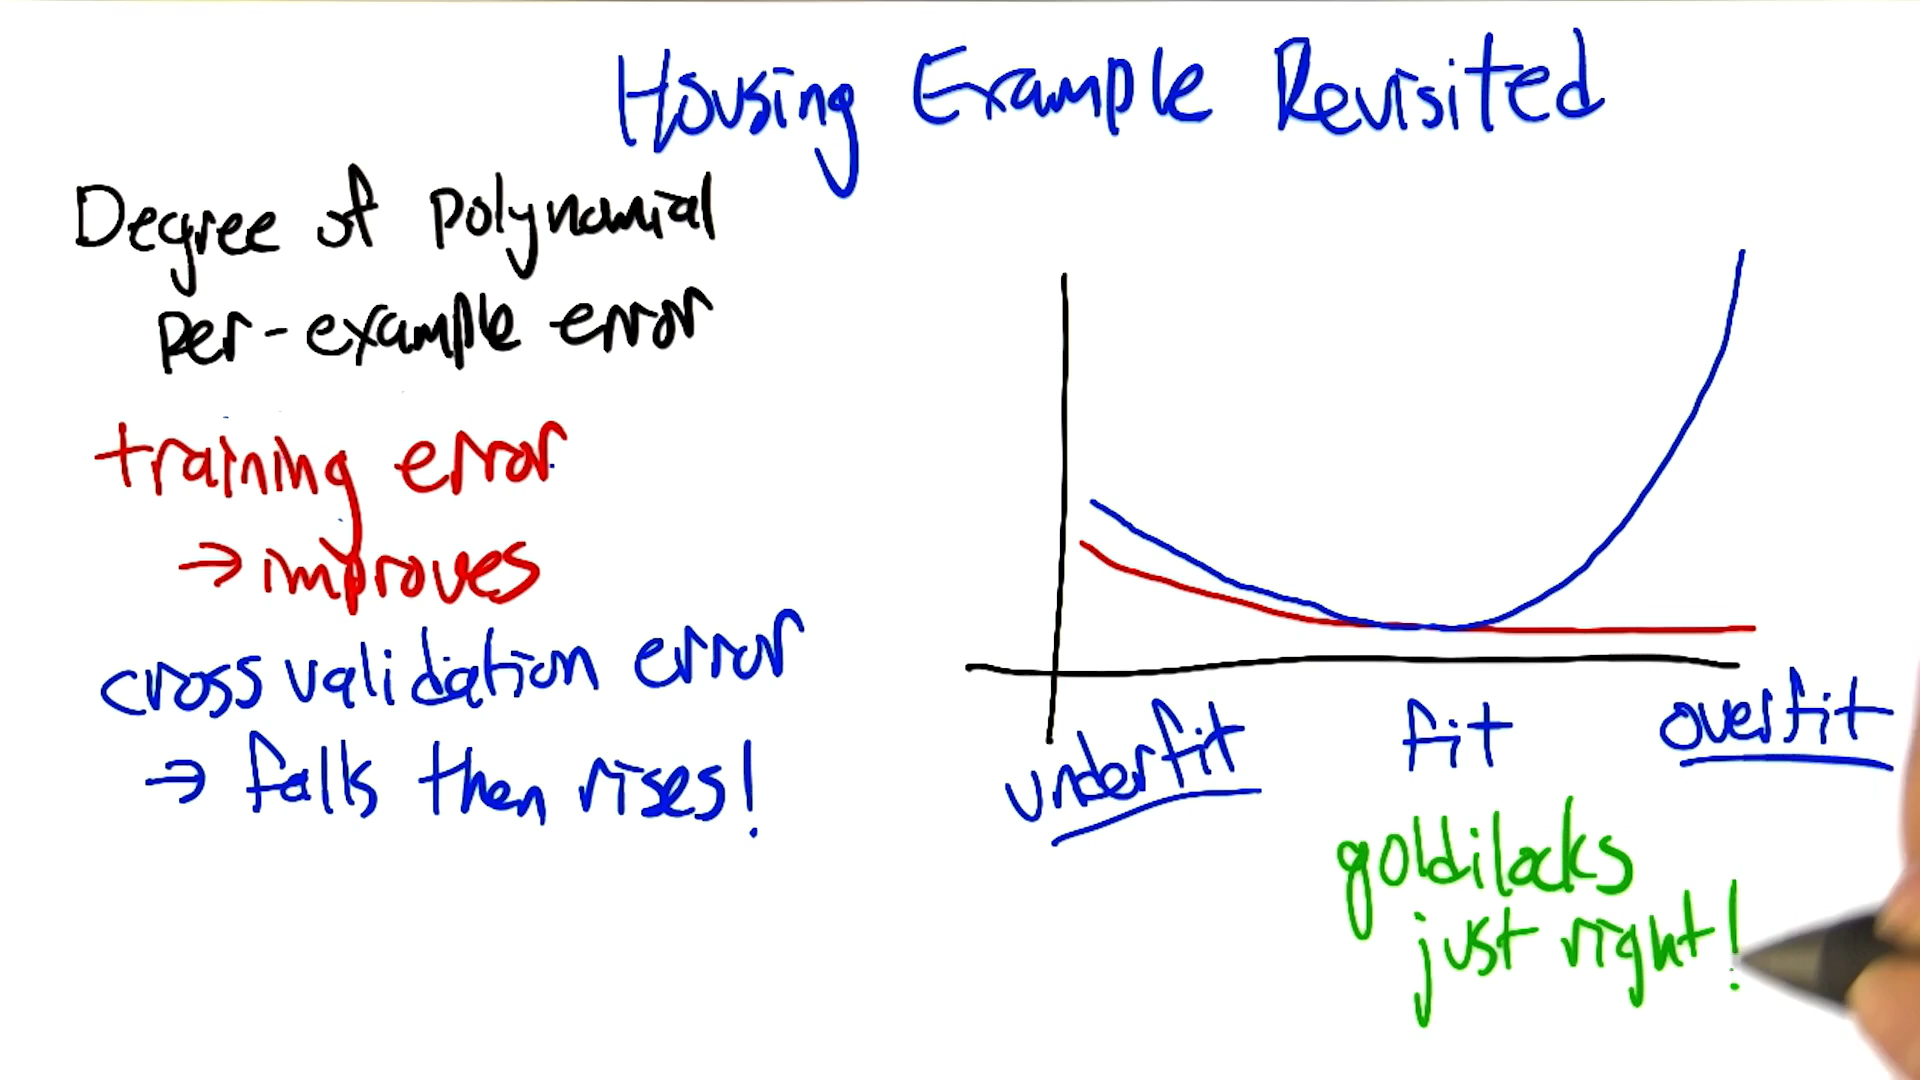 Housing Example Revisited
Degree of polynomial
per-example error
training error
→ improves
cross validation error
→ falls then rises!
underfit
fit
overfit
goldilocks
just right!